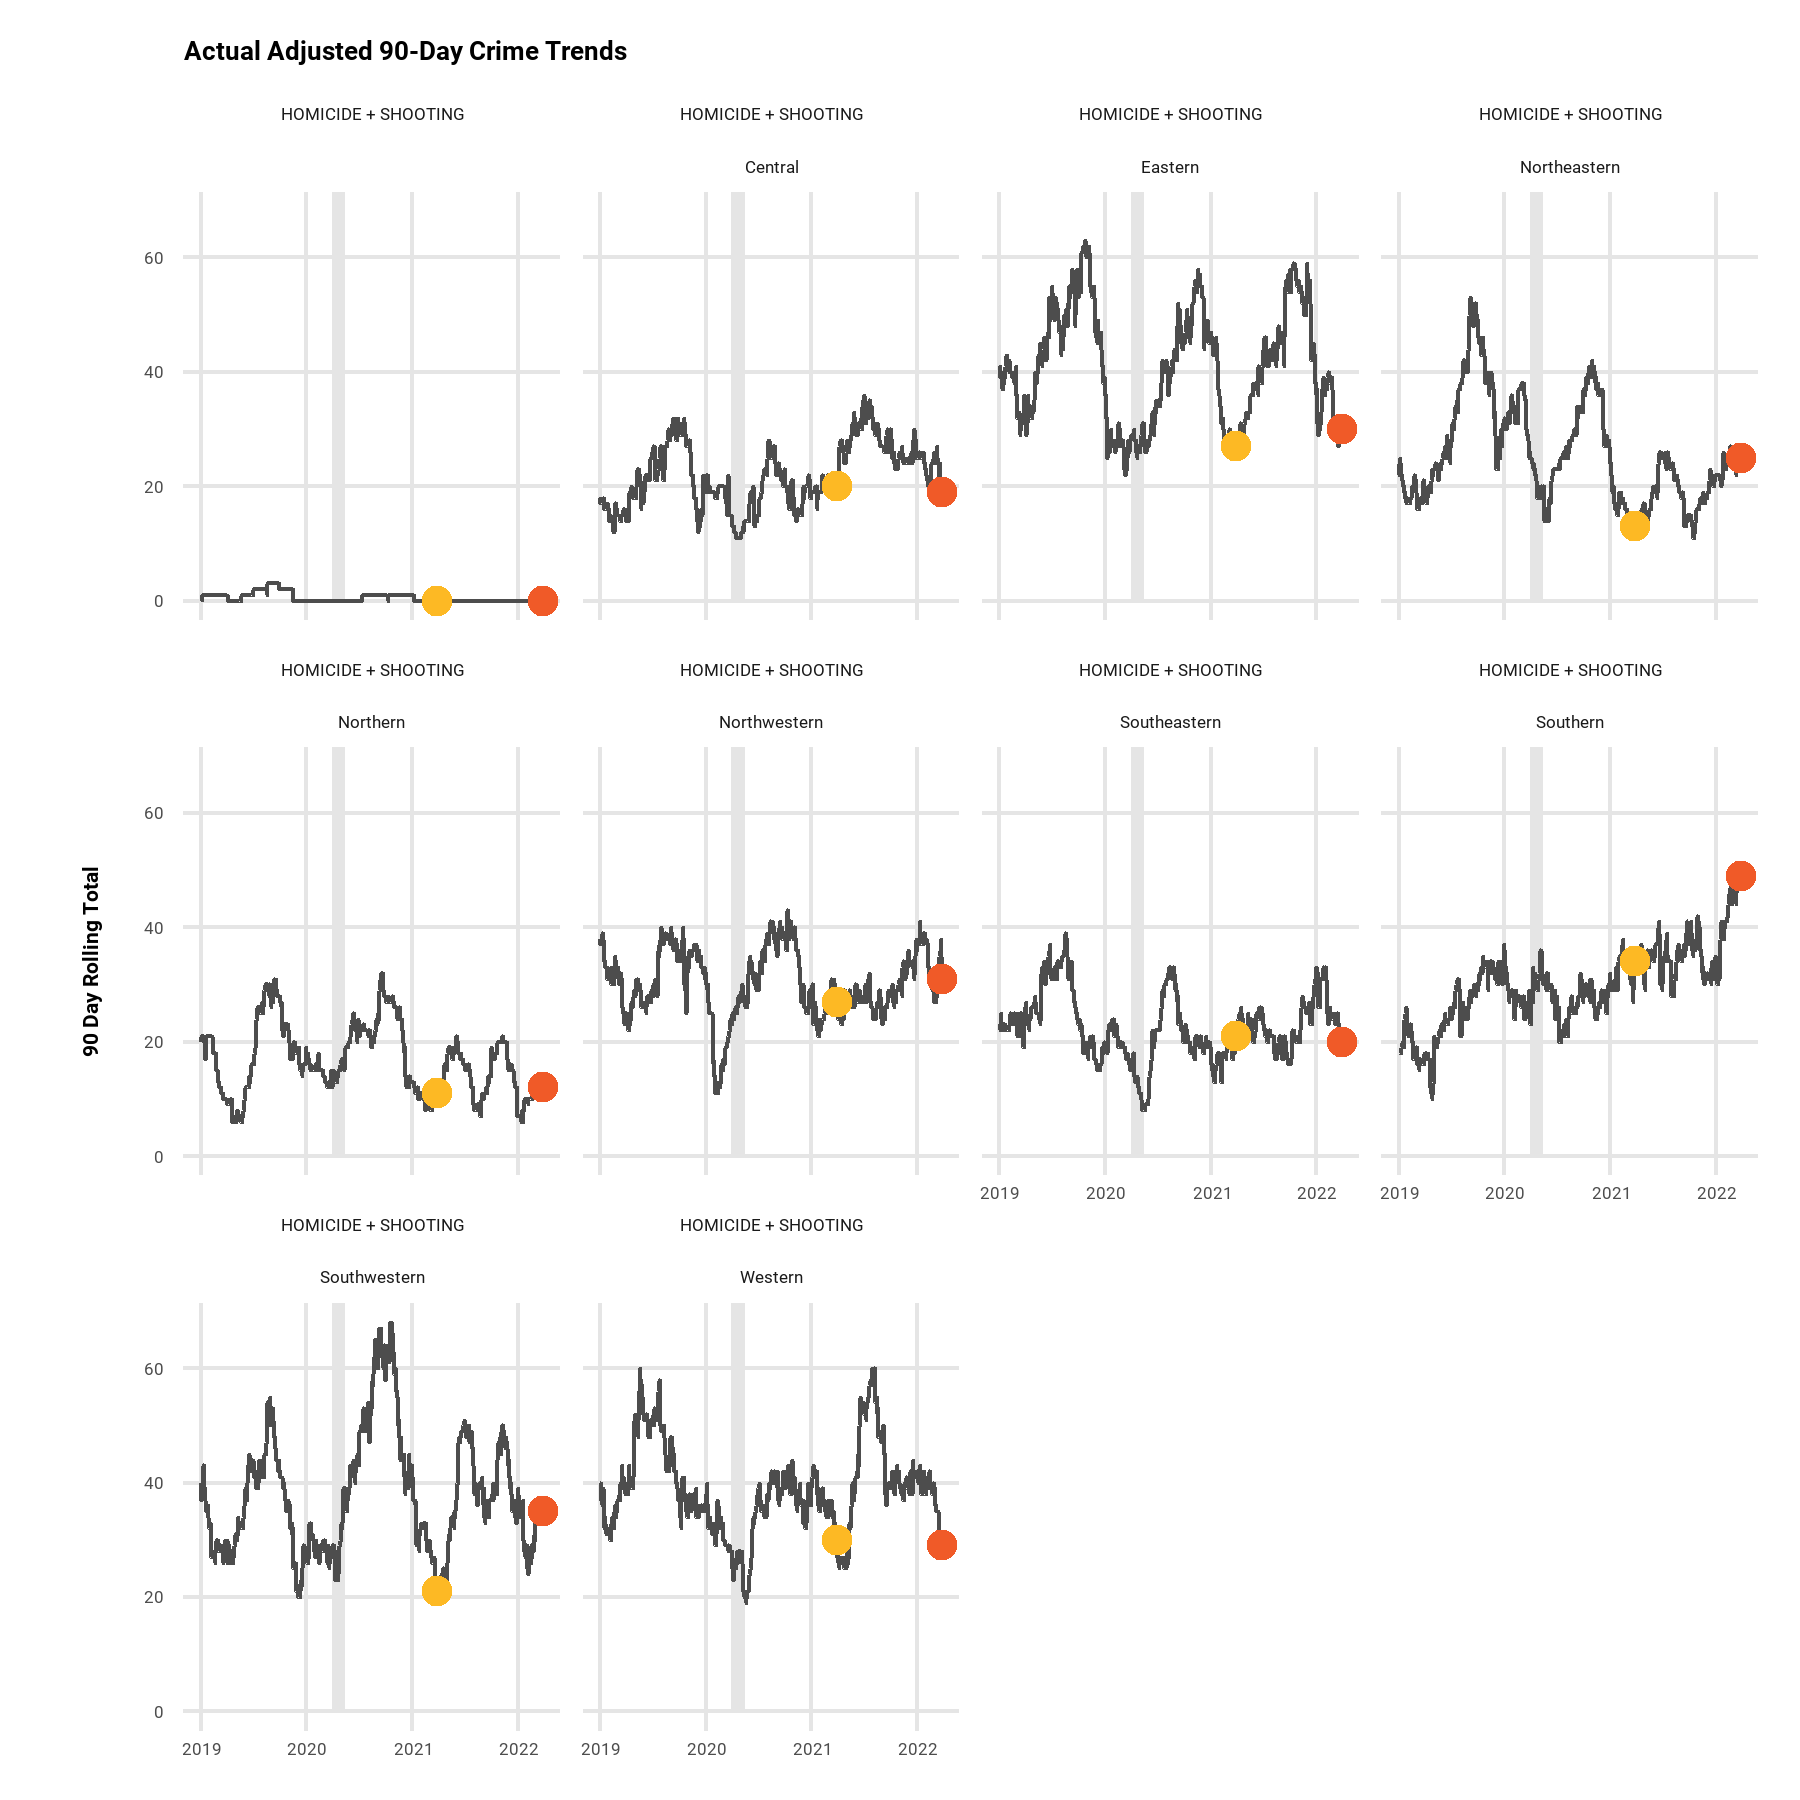 Actual Adjusted 90-Day Crime Trends
HOMICIDE + SHOOTING
HOMICIDE + SHOOTING
HOMICIDE + SHOOTING
HOMICIDE + SHOOTING
Central
Eastern
Northeastern
60
40
20
0
HOMICIDE + SHOOTING
HOMICIDE + SHOOTING
HOMICIDE + SHOOTING
HOMICIDE + SHOOTING
Northern
Northwestern
Southeastern
Southern
60
40
20
0
90 Day Rolling Total
2019 2020 2021 2022
2019 2020 2021 2022
HOMICIDE + SHOOTING
HOMICIDE + SHOOTING
Southwestern
Western
60
40
20
0
2019 2020 2021 2022
2019 2020 2021 2022